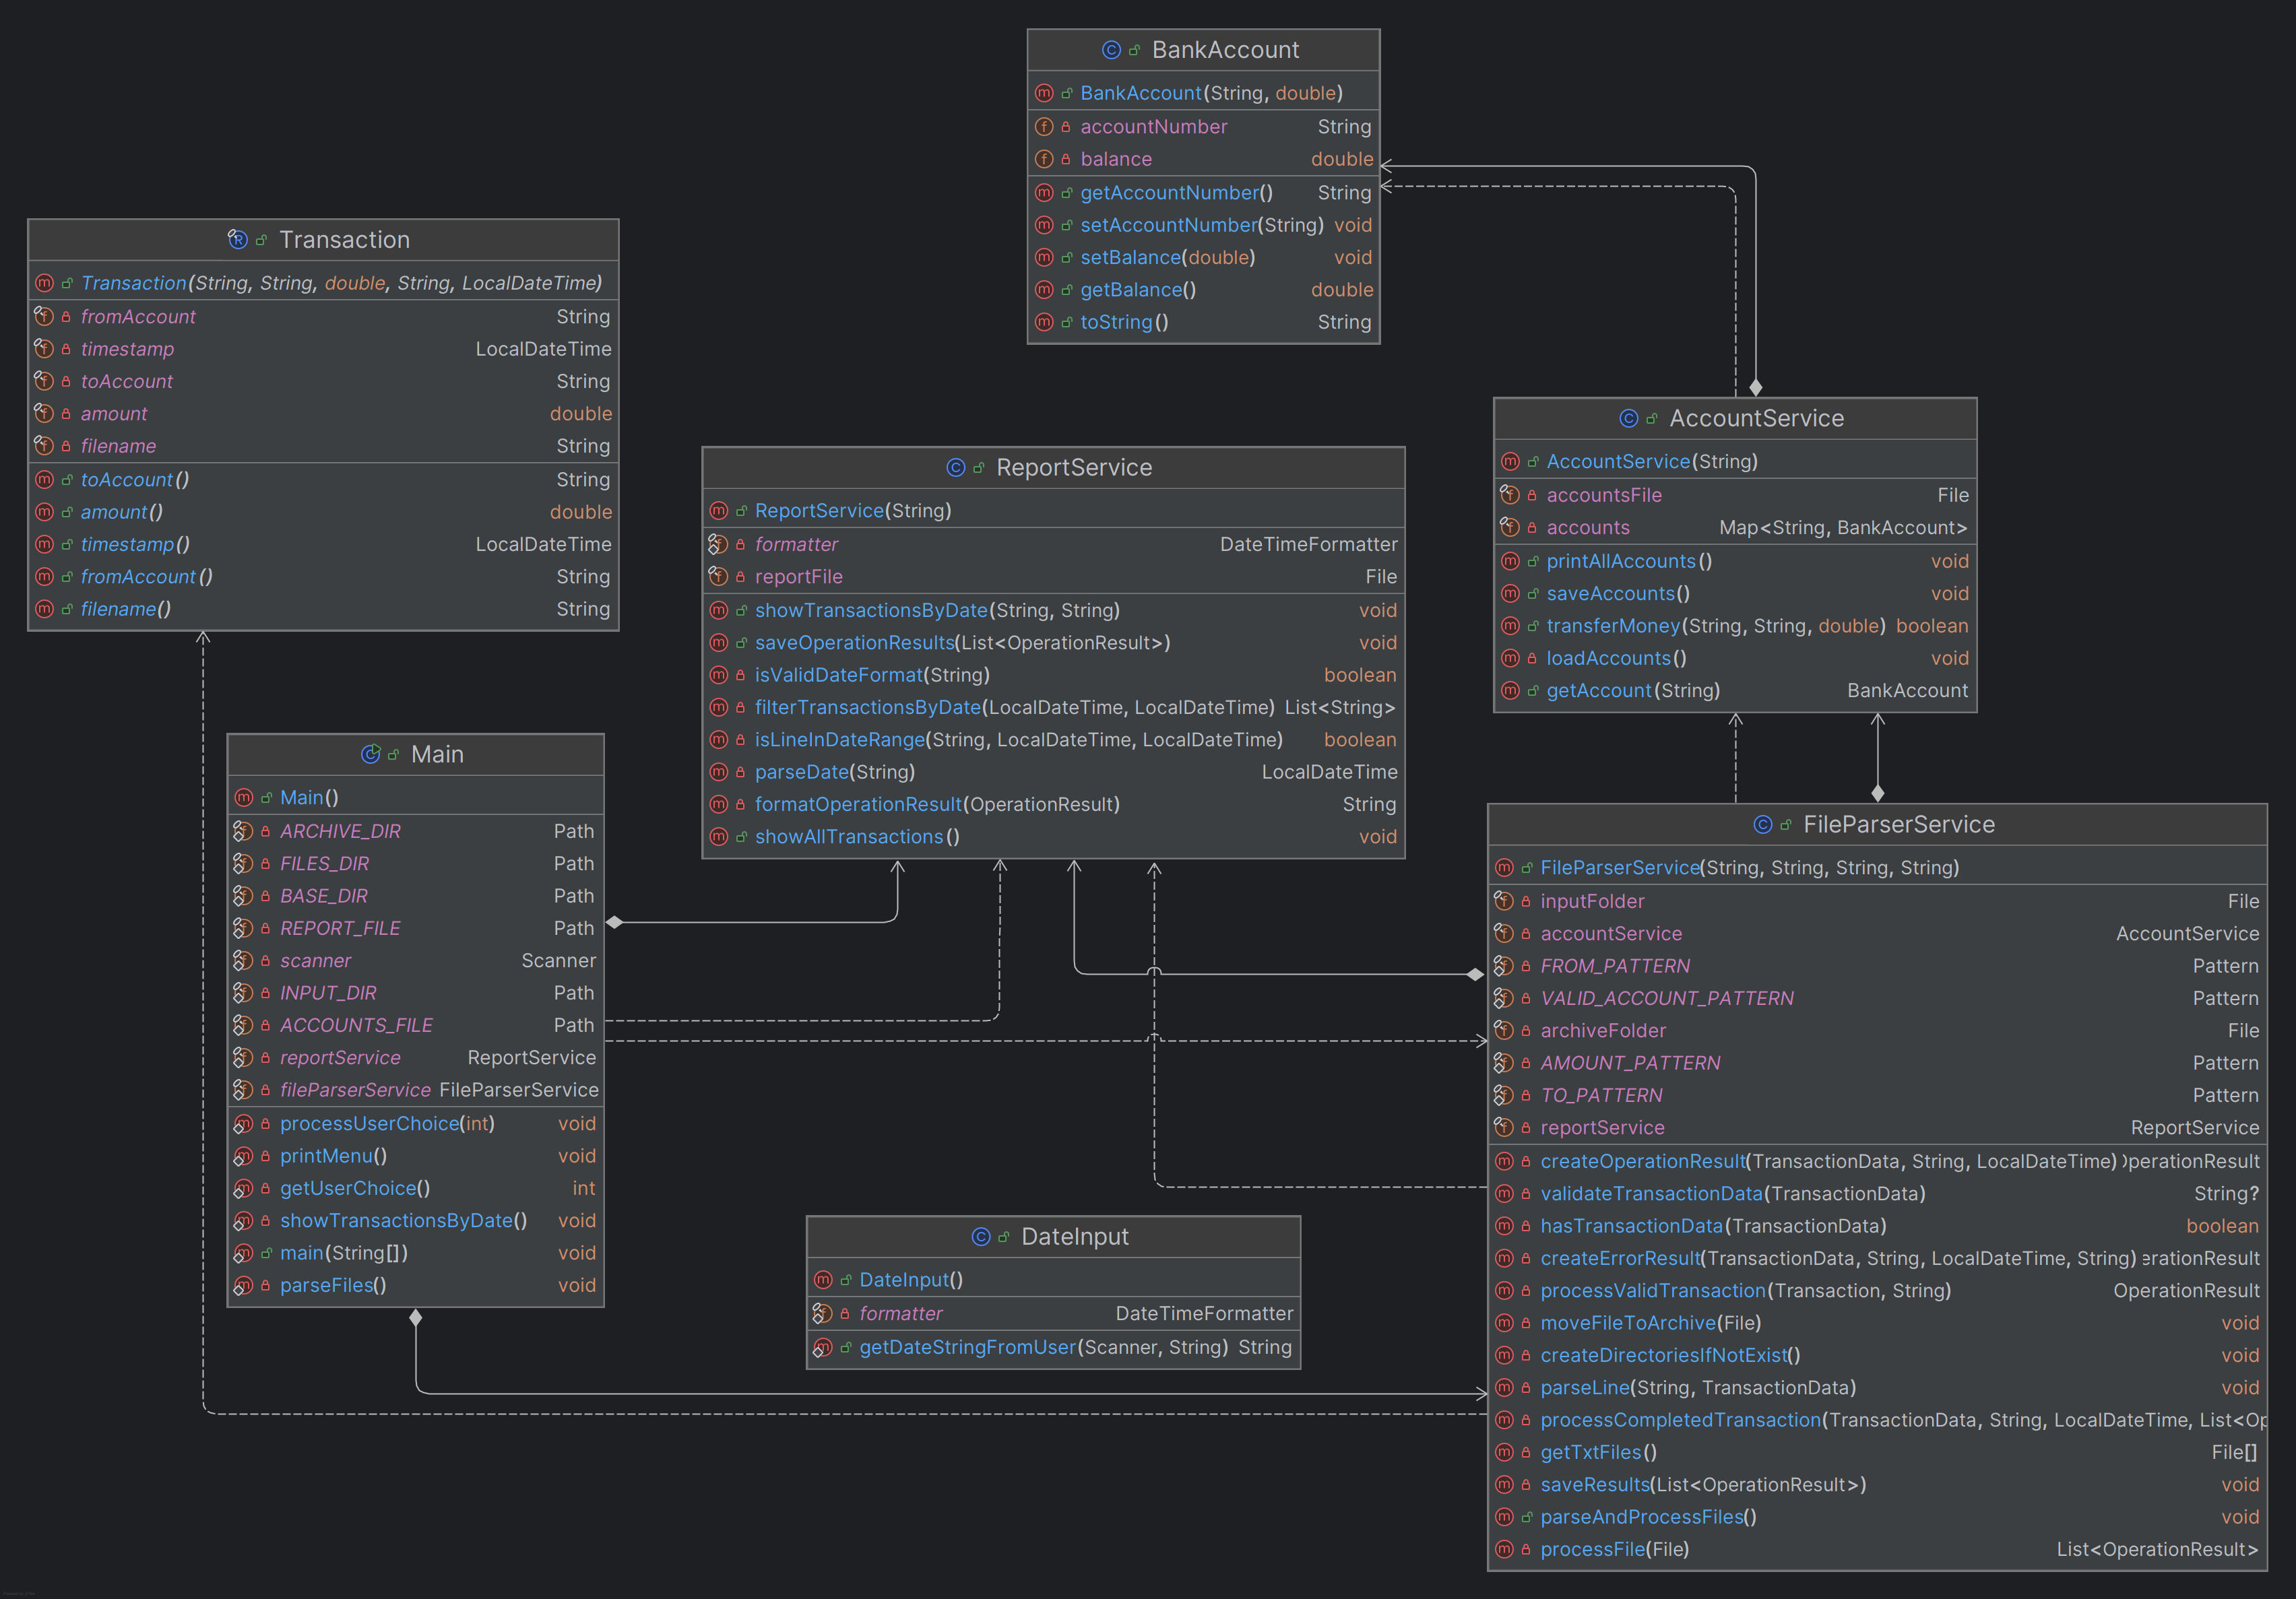 BankAccount
BankAccount(String, double)
accountNumber String
balance double
getAccountNumber() String
setAccountNumber(String) void
setBalance(double) void
getBalance() double
toString() String
Transaction
Transaction(String, String, double, String, LocalDateTime)
fromAccount String
timestamp LocalDateTime
toAccount String
amount double
filename String
toAccount() String
amount() double
timestamp() LocalDateTime
fromAccount() String
filename() String
AccountService
AccountService(String)
accountsFile File
accounts Map<String, BankAccount>
printAllAccounts() void
saveAccounts() void
transferMoney(String, String, double) boolean
loadAccounts() void
getAccount(String) BankAccount
ReportService
ReportService(String)
formatter DateTimeFormatter
reportFile File
showTransactionsByDate(String, String) void
saveOperationResults(List<OperationResult>) void
isValidDateFormat(String) boolean
filterTransactionsByDate(LocalDateTime, LocalDateTime) List<String>
isLineInDateRange(String, LocalDateTime, LocalDateTime) boolean
parseDate(String) LocalDateTime
formatOperationResult(OperationResult) String
showAllTransactions() void
Main
Main()
ARCHIVE_DIR Path
FILES_DIR Path
BASE_DIR Path
REPORT_FILE Path
scanner Scanner
INPUT_DIR Path
ACCOUNTS_FILE Path
reportService ReportService
fileParserService FileParserService
processUserChoice(int) void
printMenu() void
getUserChoice() int
showTransactionsByDate() void
main(String[]) void
parseFiles() void
FileParserService
FileParserService(String, String, String, String)
inputFolder File
accountService AccountService
FROM_PATTERN Pattern
VALID_ACCOUNT_PATTERN Pattern
archiveFolder File
AMOUNT_PATTERN Pattern
TO_PATTERN Pattern
reportService ReportService
createOperationResult(TransactionData, String, LocalDateTime) perationResult
validateTransactionData(TransactionData) String?
hasTransactionData(TransactionData) boolean
createErrorResult(TransactionData, String, LocalDateTime, String) erationResult
processValidTransaction(Transaction, String) OperationResult
moveFileToArchive(File) void
createDirectoriesIfNotExist() void
parseLine(String, TransactionData) void
processCompletedTransaction(TransactionData, String, LocalDateTime, List<Op
getTxtFiles() File[]
saveResults(List<OperationResult>) void
parseAndProcessFiles() void
processFile(File) List<OperationResult>
DateInput
DateInput()
formatter DateTimeFormatter
getDateStringFromUser(Scanner, String) String